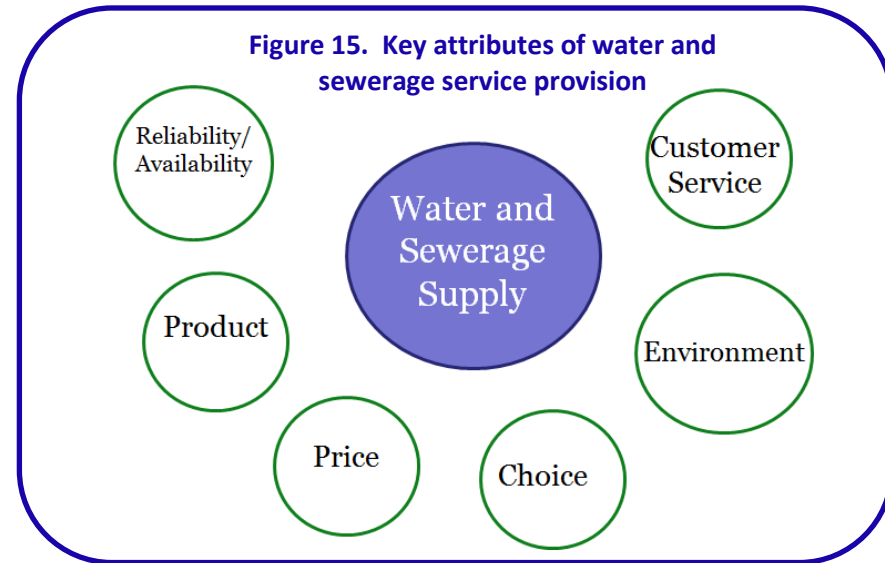 Figure 15. Key attributes of water and
sewerage service provision
Reliability/
Availability
Customer
Service
Water and
Sewerage
Supply
Product
Environment
Price
Choice